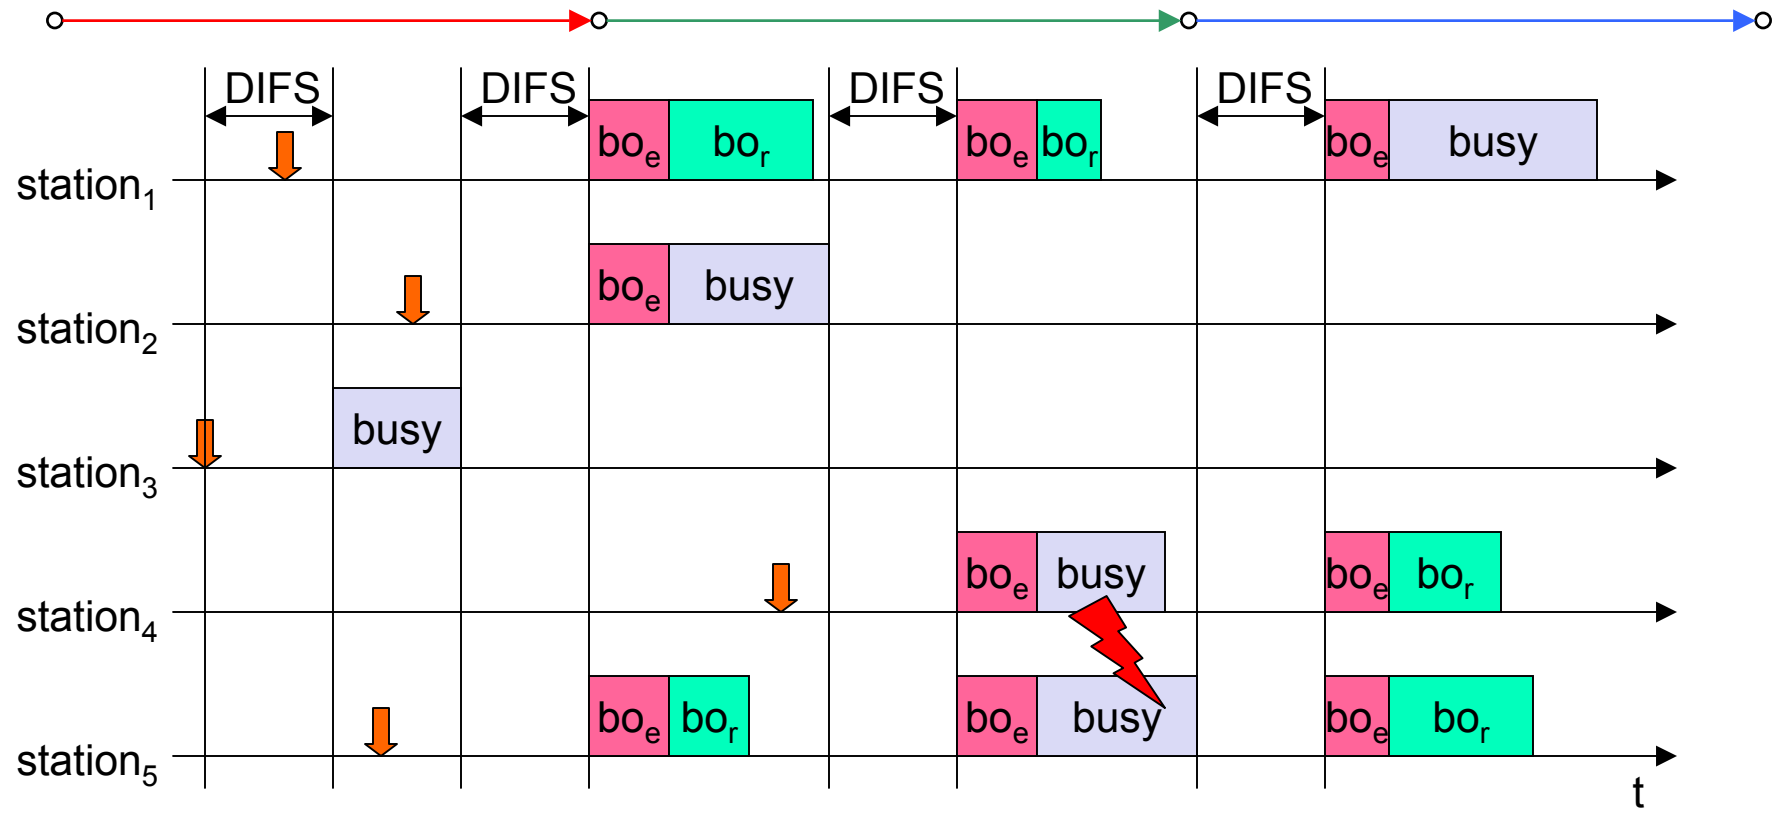 DIFS DIFS DIFS DIFS
station₁ boₑ boᵣ boₑ boᵣ boₑ busy
station₂ boₑ busy
station₃ busy
station₄ boₑ busy boₑ boᵣ
station₅ boₑ boᵣ boₑ busy boₑ boᵣ
t